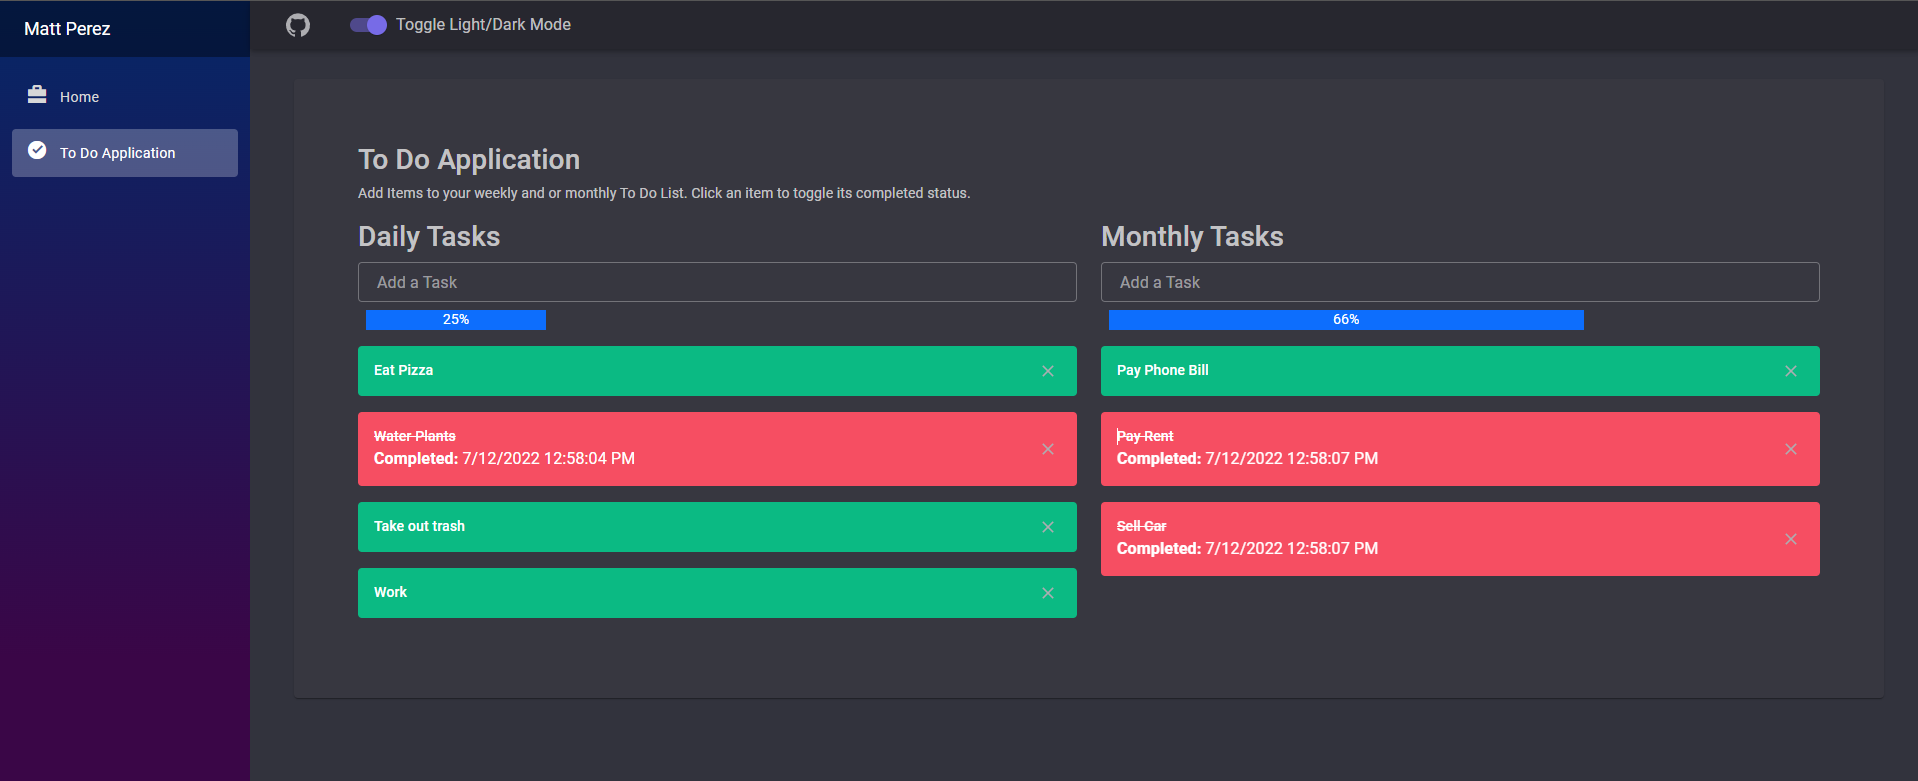 Matt Perez
Toggle Light/Dark Mode
Home
To Do Application
To Do Application
Add Items to your weekly and or monthly To Do List. Click an item to toggle its completed status.
Daily Tasks
Add a Task
25%
Eat Pizza
Water Plants
Completed: 7/12/2022 12:58:04 PM
Take out trash
Work
Monthly Tasks
Add a Task
66%
Pay Phone Bill
Pay Rent
Completed: 7/12/2022 12:58:07 PM
Sell Car
Completed: 7/12/2022 12:58:07 PM